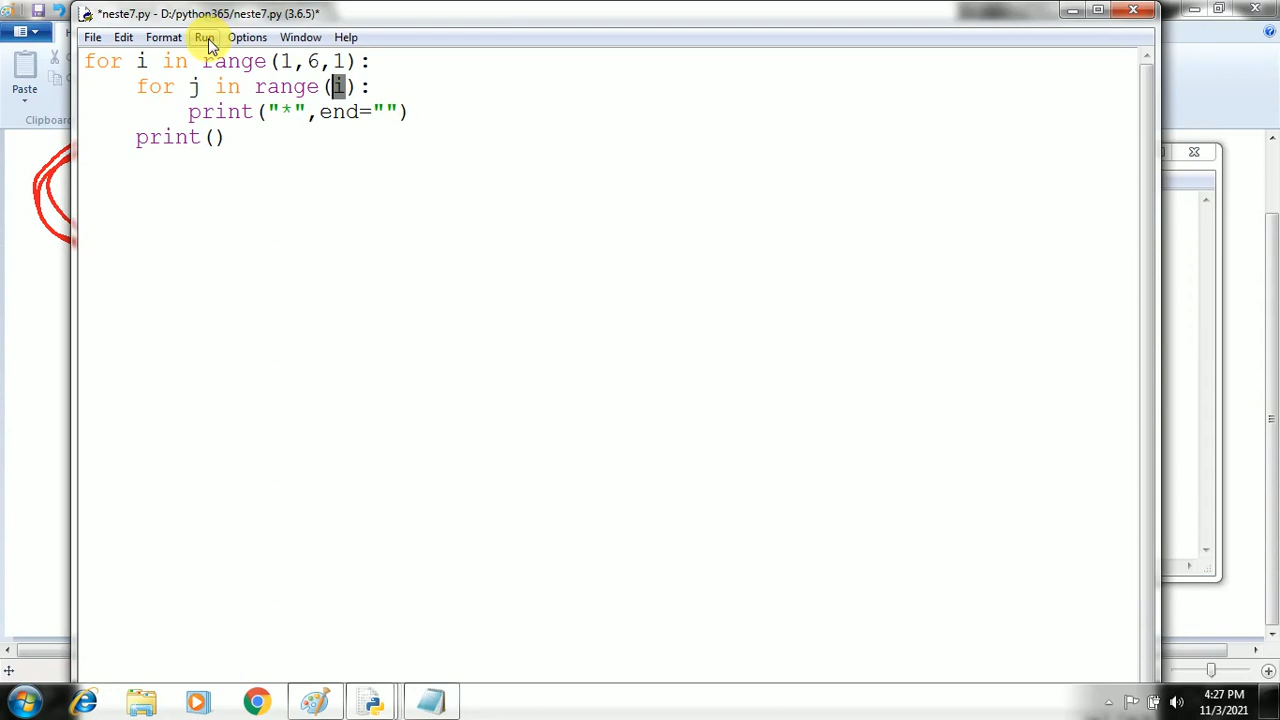 *neste7.py - D:/python365/neste7.py (3.6.5)*
File Edit Format Run Options Window Help
for i in range(1,6,1):
for j in range(i):
print("*",end="")
print()
Paste
Clipboard
4:27 PM
11/3/2021